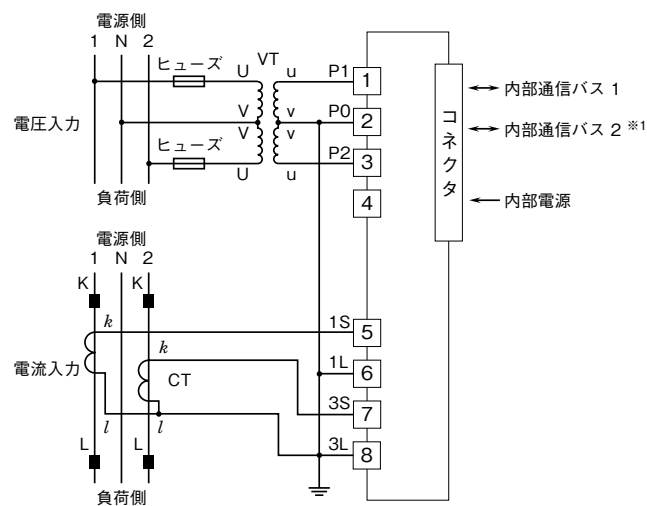 電源側
1 N 2
ヒューズ
VT
U
u
P1
1
コネクタ
内部通信バス 1
電圧入力
V
v
P0
2
内部通信バス 2 ※1
V
v
ヒューズ
P2
3
U
u
負荷側
4
内部電源
電源側
1 N 2
K
K
k
1S
5
k
電流入力
CT
1L
6
3S
7
l
l
L
L
3L
8
負荷側